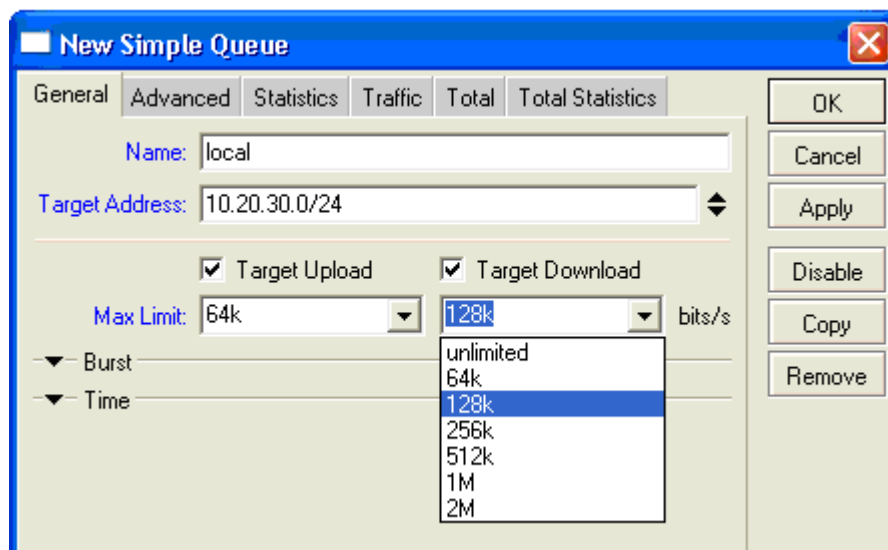 New Simple Queue
General Advanced Statistics Traffic Total Total Statistics
Name: local
Target Address: 10.20.30.0/24
Target Upload Target Download
Max Limit: 64k 128k bits/s
unlimited
64k
128k
256k
512k
1M
2M
Burst
Time
OK
Cancel
Apply
Disable
Copy
Remove